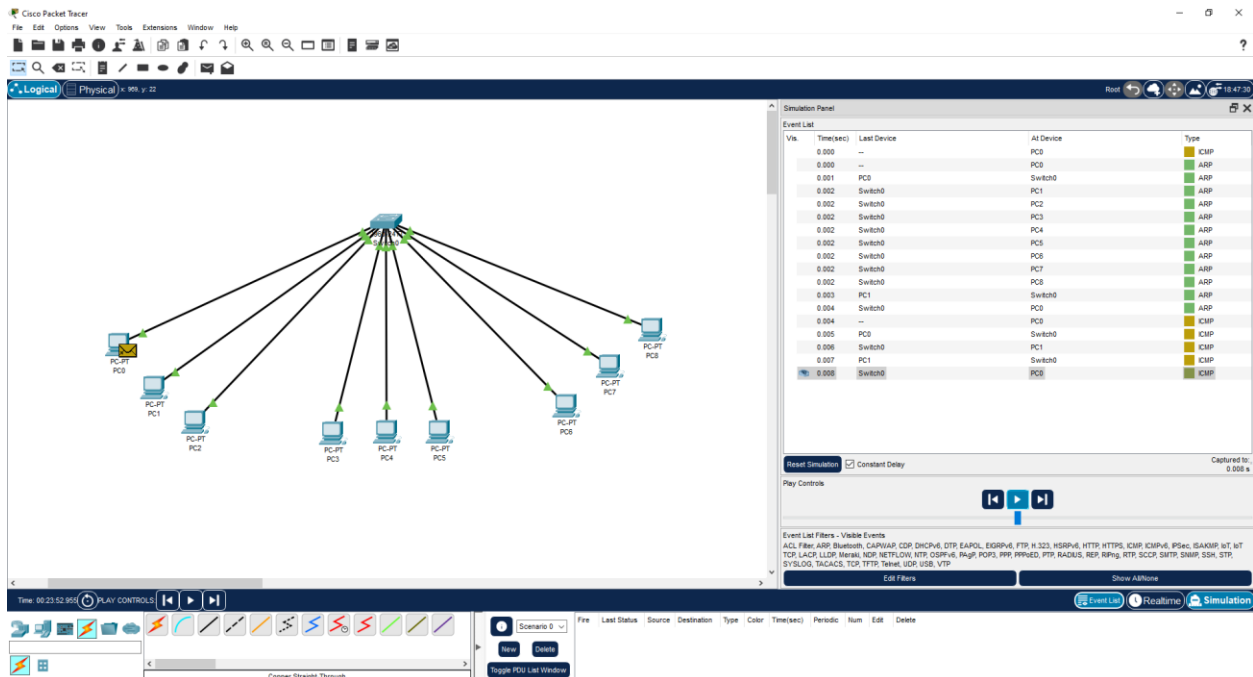 Cisco Packet Tracer
File Edit Options View Tools Extensions Window Help
?
Logical Physical x: 969, y: 22 Root 18:47:30
Simulation Panel
Event List
Vis. Time(sec) Last Device At Device Type
0.000 -- PC0 ICMP
0.000 -- PC0 ARP
0.001 PC0 Switch0 ARP
0.002 Switch0 PC1 ARP
0.002 Switch0 PC2 ARP
0.002 Switch0 PC3 ARP
0.002 Switch0 PC4 ARP
0.002 Switch0 PC5 ARP
0.002 Switch0 PC6 ARP
0.002 Switch0 PC7 ARP
0.002 Switch0 PC8 ARP
0.003 PC1 Switch0 ARP
0.004 Switch0 PC0 ARP
0.004 -- PC0 ICMP
0.005 PC0 Switch0 ICMP
0.006 Switch0 PC1 ICMP
0.007 PC1 Switch0 ICMP
0.008 Switch0 PC0 ICMP
Switch0
PC-PT
PC0
PC-PT
PC1
PC-PT
PC2
PC-PT
PC3
PC-PT
PC4
PC-PT
PC5
PC-PT
PC6
PC-PT
PC7
PC-PT
PC8
Reset Simulation Constant Delay Captured to:
0.008 s
Play Controls
Event List Filters - Visible Events
ACL Filter, ARP, Bluetooth, CAPWAP, CDP, DHCPv6, DTP, EAPOL, EIGRPv6, FTP, H.323, HSRPv6, HTTP, HTTPS, ICMP, ICMPv6, IPSec, ISAKMP, IoT, IoT
TCP, LACP, LLDP, Meraki, NDP, NETFLOW, NTP, OSPFv6, PAgP, POP3, PPP, PPPoED, PTP, RADIUS, REP, RIPng, RTP, SCCP, SMTP, SNMP, SSH, STP,
SYSLOG, TACACS, TCP, TFTP, Telnet, UDP, USB, VTP
Edit Filters Show All/None
Time: 00:23:52.955 PLAY CONTROLS: Event List Realtime Simulation
Scenario 0
New Delete
Toggle PDU List Window
Fire Last Status Source Destination Type Color Time(sec) Periodic Num Edit Delete
Copper Straight-Through